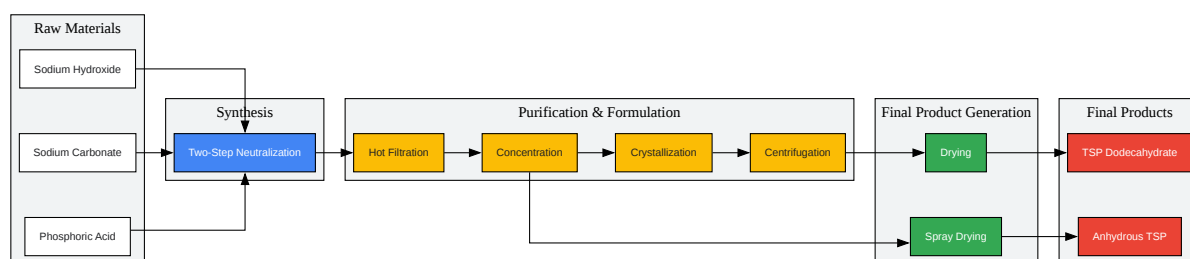 Raw Materials
Sodium Hydroxide
Sodium Carbonate
Phosphoric Acid
Synthesis
Two-Step Neutralization
Purification & Formulation
Hot Filtration
Concentration
Crystallization
Centrifugation
Final Product Generation
Drying
Spray Drying
Final Products
TSP Dodecahydrate
Anhydrous TSP